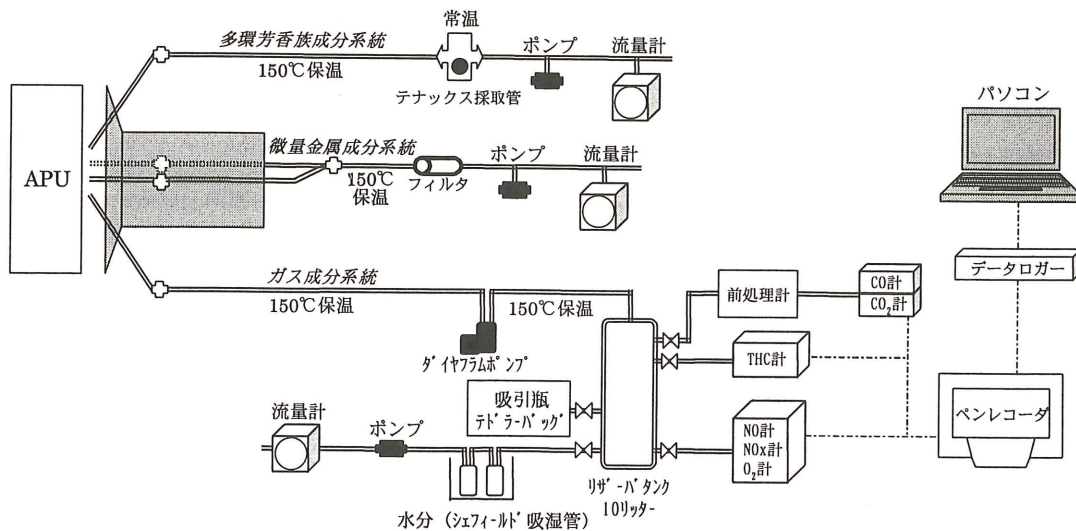 常温
多環芳香族成分系統
150℃保温
テナックス採取管
ポンプ
流量計
APU
微量金属成分系統
150℃
保温
フィルタ
ポンプ
流量計
パソコン
データロガー
ペンレコーダ
ガス成分系統
150℃保温
150℃保温
ダイヤフラムポンプ
前処理計
CO計
CO₂計
THC計
吸引瓶
テドラーバッグ
NO計
NOx計
O₂計
流量計
ポンプ
水分（シェフィールド吸湿管）
リザーバタンク
10リッター